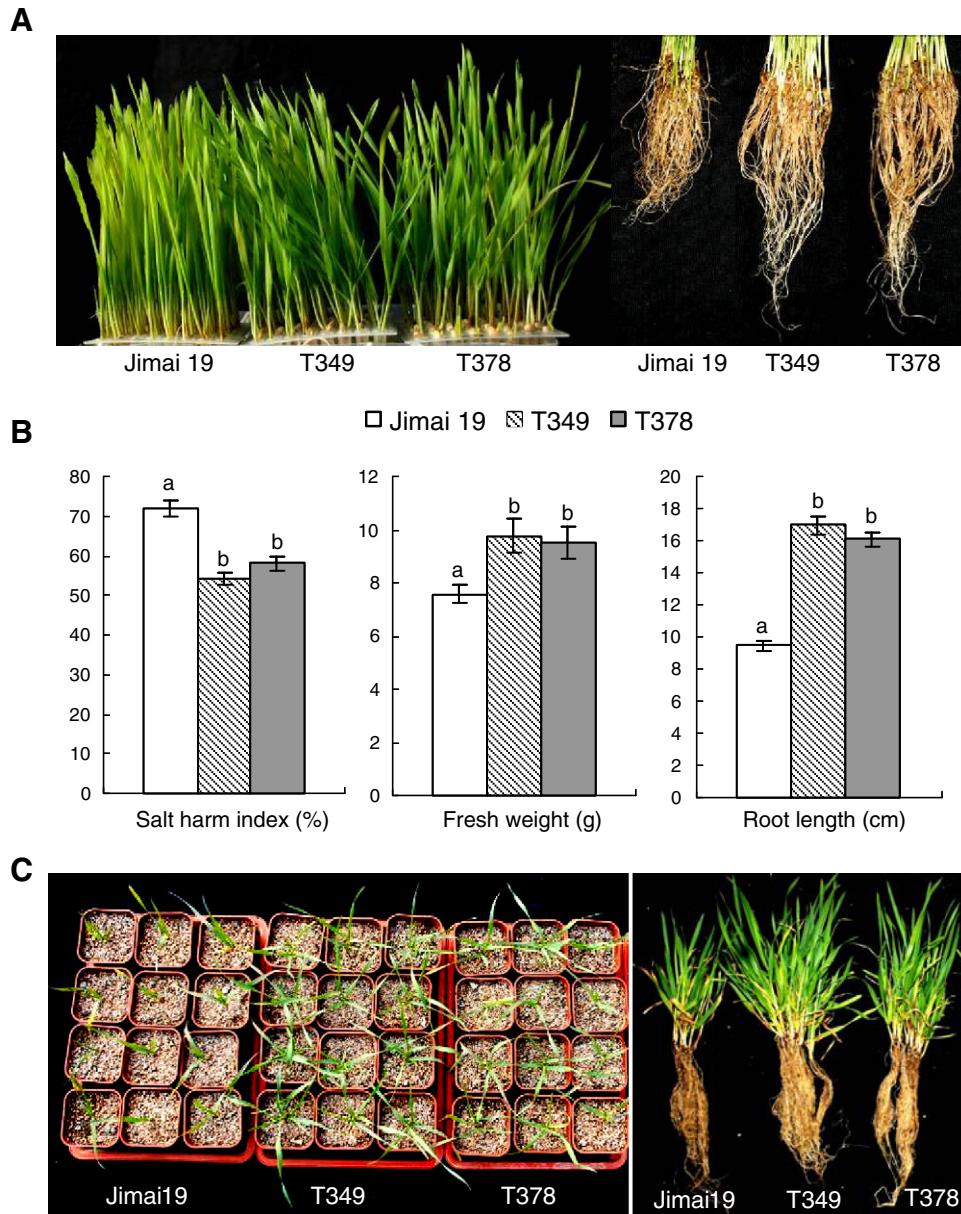 A
Jimai 19 T349 T378 Jimai 19 T349 T378
B
Jimai 19 T349 T378
80
70
60
50
40
30
20
10
0
a
b
b
Salt harm index (%)
12
10
8
6
4
2
0
a
b
b
Fresh weight (g)
20
18
16
14
12
10
8
6
4
2
0
a
b
b
Root length (cm)
C
Jimai19 T349 T378 Jimai19 T349 T378